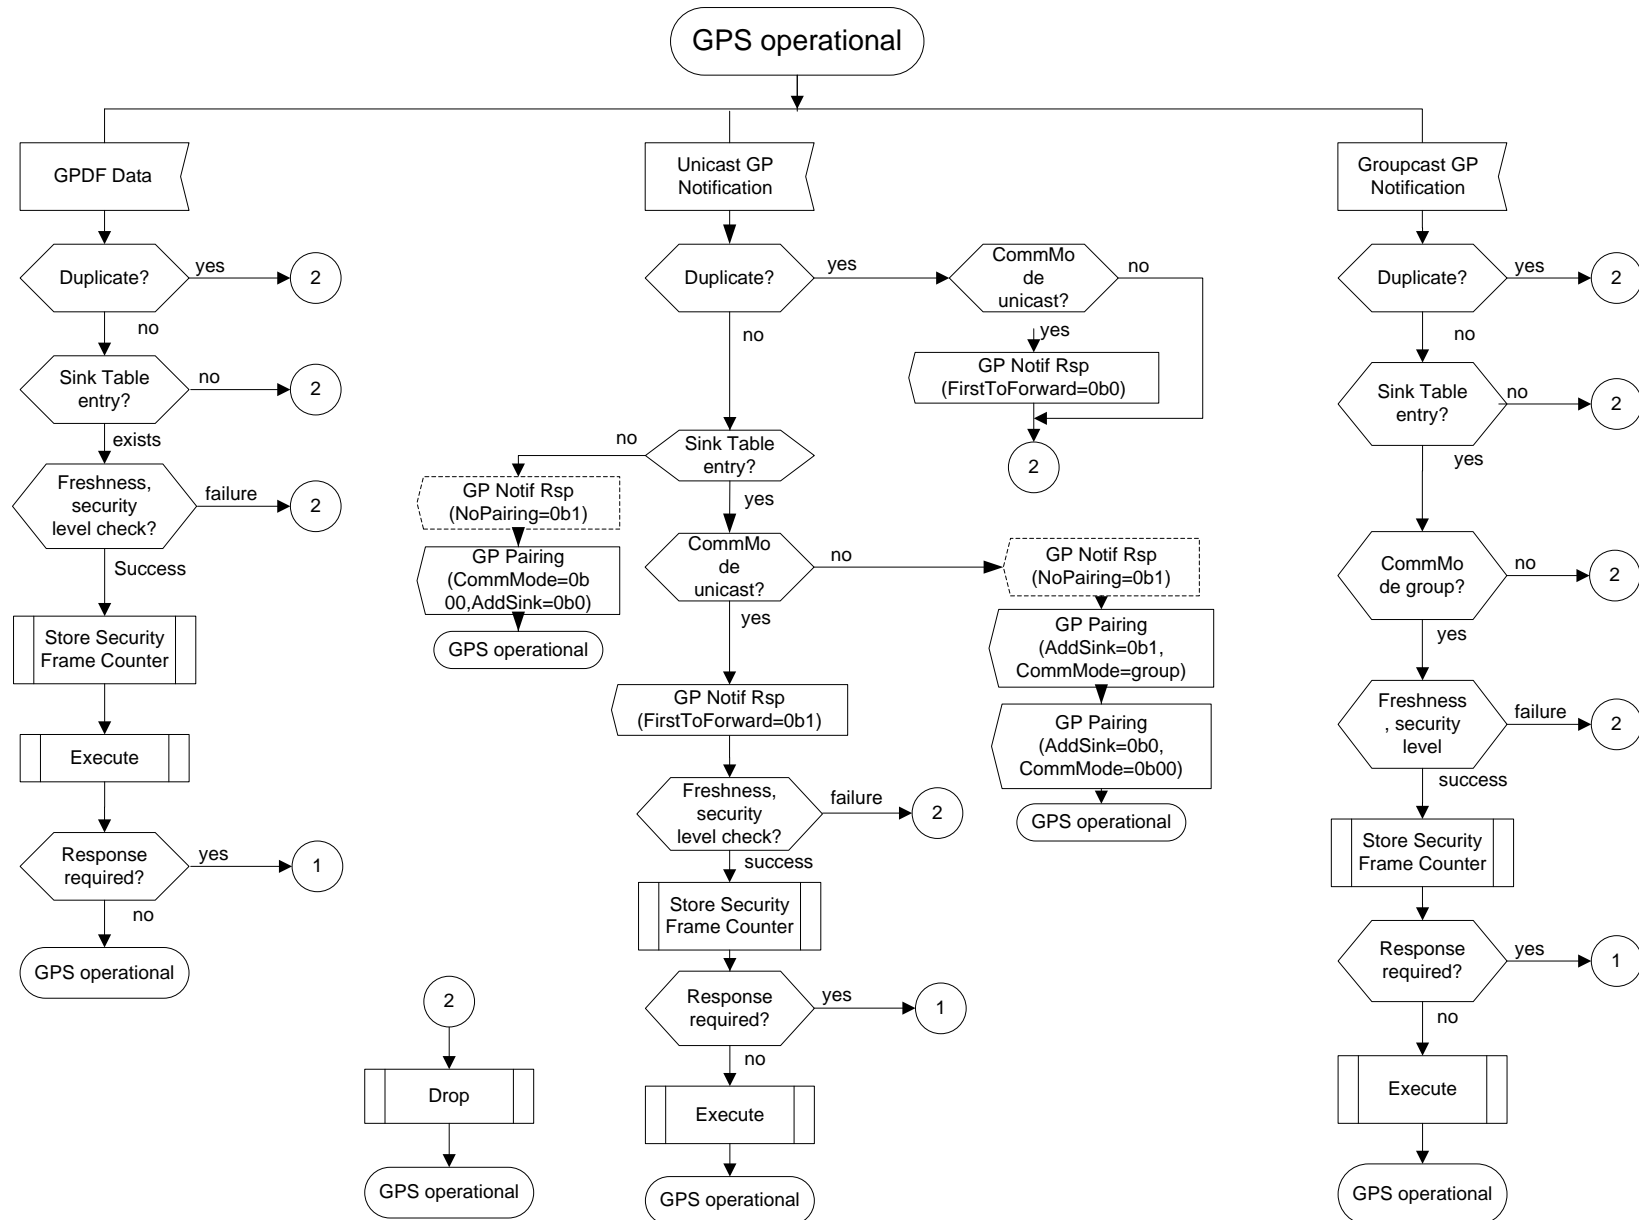 GPS operational
GPDF Data
Duplicate?
yes
2
no
Sink Table
entry?
no
2
exists
Freshness,
security
level check?
failure
2
Success
Store Security
Frame Counter
Execute
Response
required?
yes
1
no
GPS operational
Unicast GP
Notification
Duplicate?
yes
CommMo
de
unicast?
no
yes
GP Notif Rsp
(FirstToForward=0b0)
2
no
Sink Table
entry?
no
GP Notif Rsp
(NoPairing=0b1)
GP Pairing
(CommMode=0b
00,AddSink=0b0)
GPS operational
yes
CommMo
de
unicast?
no
GP Notif Rsp
(NoPairing=0b1)
GP Pairing
(AddSink=0b1,
CommMode=group)
GP Pairing
(AddSink=0b0,
CommMode=0b00)
GPS operational
yes
GP Notif Rsp
(FirstToForward=0b1)
Freshness,
security
level check?
failure
2
success
Store Security
Frame Counter
Response
required?
yes
1
no
Execute
GPS operational
2
Drop
GPS operational
Groupcast GP
Notification
Duplicate?
yes
2
no
Sink Table
entry?
no
2
yes
CommMo
de group?
no
2
yes
Freshness
, security
level
failure
2
success
Store Security
Frame Counter
Response
required?
yes
1
no
Execute
GPS operational